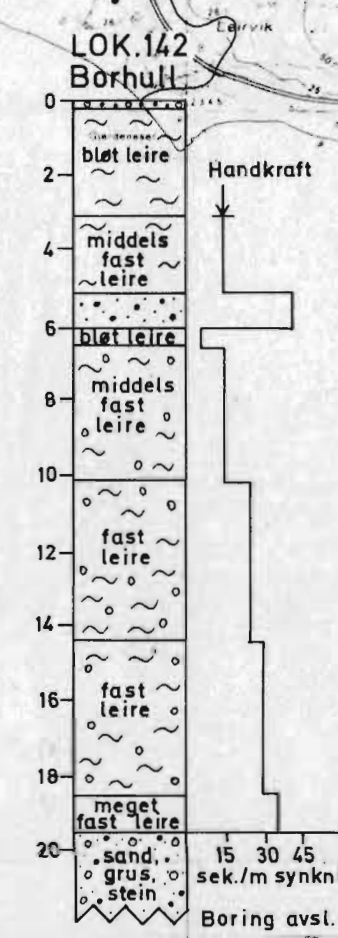 Leirvik
LOK.142
Borhull
0
bløt leire
2
Handkraft
middels
fast
leire
4
6
bløt leire
middels
fast
leire
8
10
fast
leire
12
14
fast
leire
16
18
meget
fast leire
20
sand,
grus,
stein
15 30 45
sek./m synkn
Boring avsl.